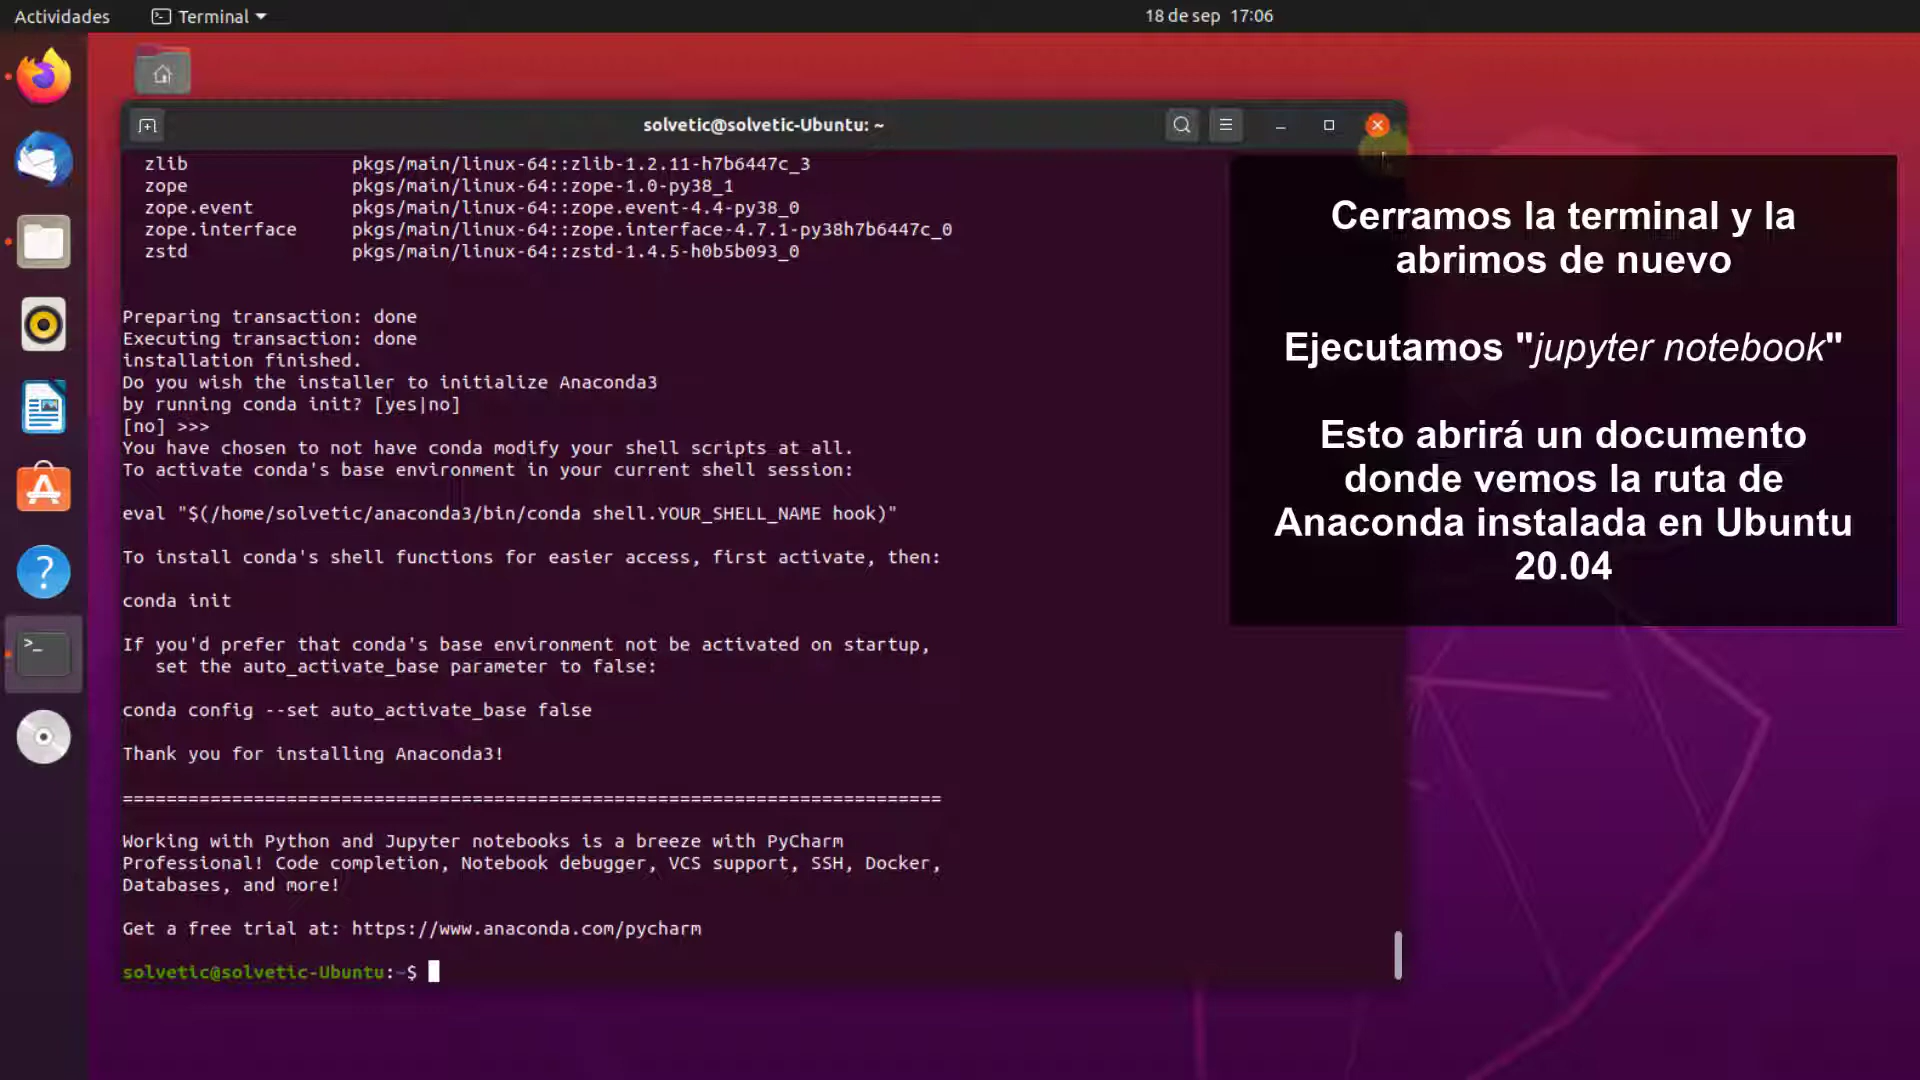 Actividades
Terminal
18 de sep 17:06
solvetic@solvetic-Ubuntu: ~
zlib pkgs/main/linux-64::zlib-1.2.11-h7b6447c_3
zope pkgs/main/linux-64::zope-1.0-py38_1
zope.event pkgs/main/linux-64::zope.event-4.4-py38_0
zope.interface pkgs/main/linux-64::zope.interface-4.7.1-py38h7b6447c_0
zstd pkgs/main/linux-64::zstd-1.4.5-h0b5b093_0
Preparing transaction: done
Executing transaction: done
installation finished.
Do you wish the installer to initialize Anaconda3
by running conda init? [yes|no]
[no] >>>
You have chosen to not have conda modify your shell scripts at all.
To activate conda's base environment in your current shell session:
eval "$(/home/solvetic/anaconda3/bin/conda shell.YOUR_SHELL_NAME hook)"
To install conda's shell functions for easier access, first activate, then:
conda init
If you'd prefer that conda's base environment not be activated on startup,
set the auto_activate_base parameter to false:
conda config --set auto_activate_base false
Thank you for installing Anaconda3!
===========================================================================
Working with Python and Jupyter notebooks is a breeze with PyCharm
Professional! Code completion, Notebook debugger, VCS support, SSH, Docker,
Databases, and more!
Get a free trial at: https://www.anaconda.com/pycharm
solvetic@solvetic-Ubuntu:~$
Cerramos la terminal y la
abrimos de nuevo
Ejecutamos "jupyter notebook"
Esto abrirá un documento
donde vemos la ruta de
Anaconda instalada en Ubuntu
20.04